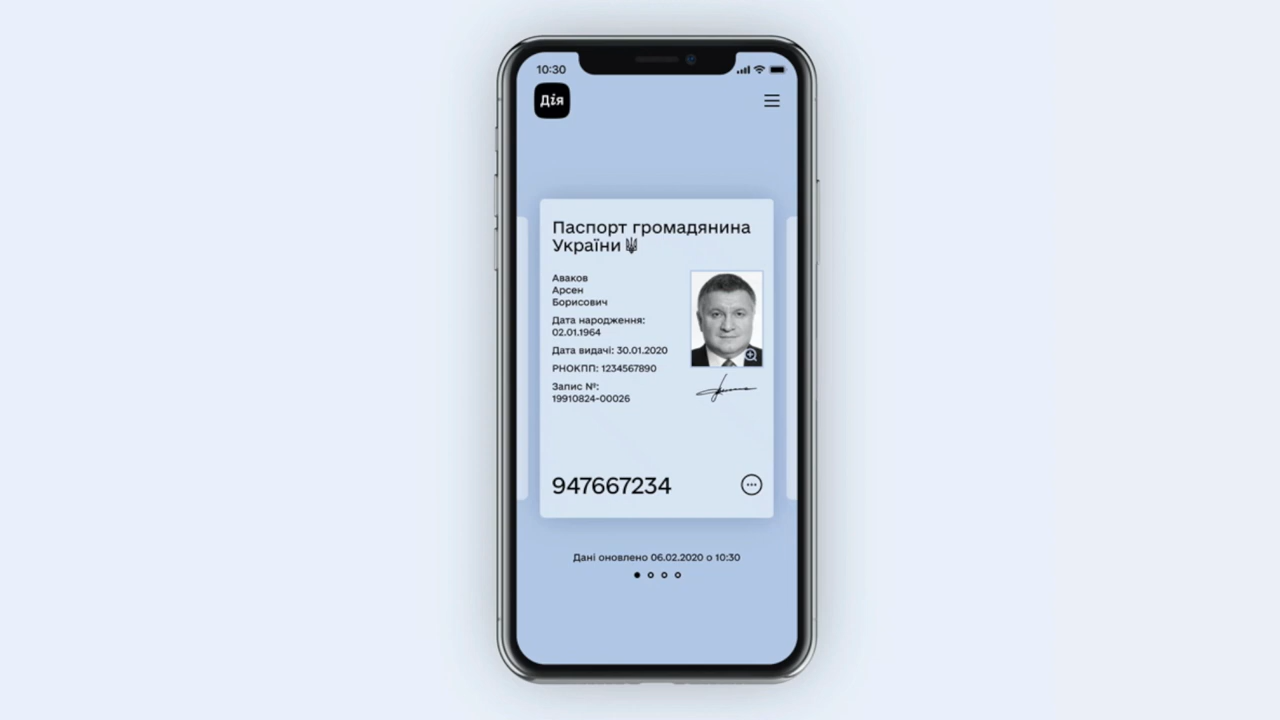 10:30
Дія
Паспорт громадянина
України
Аваков
Арсен
Борисович
Дата народження:
02.01.1964
Дата видачі: 30.01.2020
РНОКПП: 1234567890
Запис №:
19910824-00026
947667234
Дані оновлено 06.02.2020 о 10:30